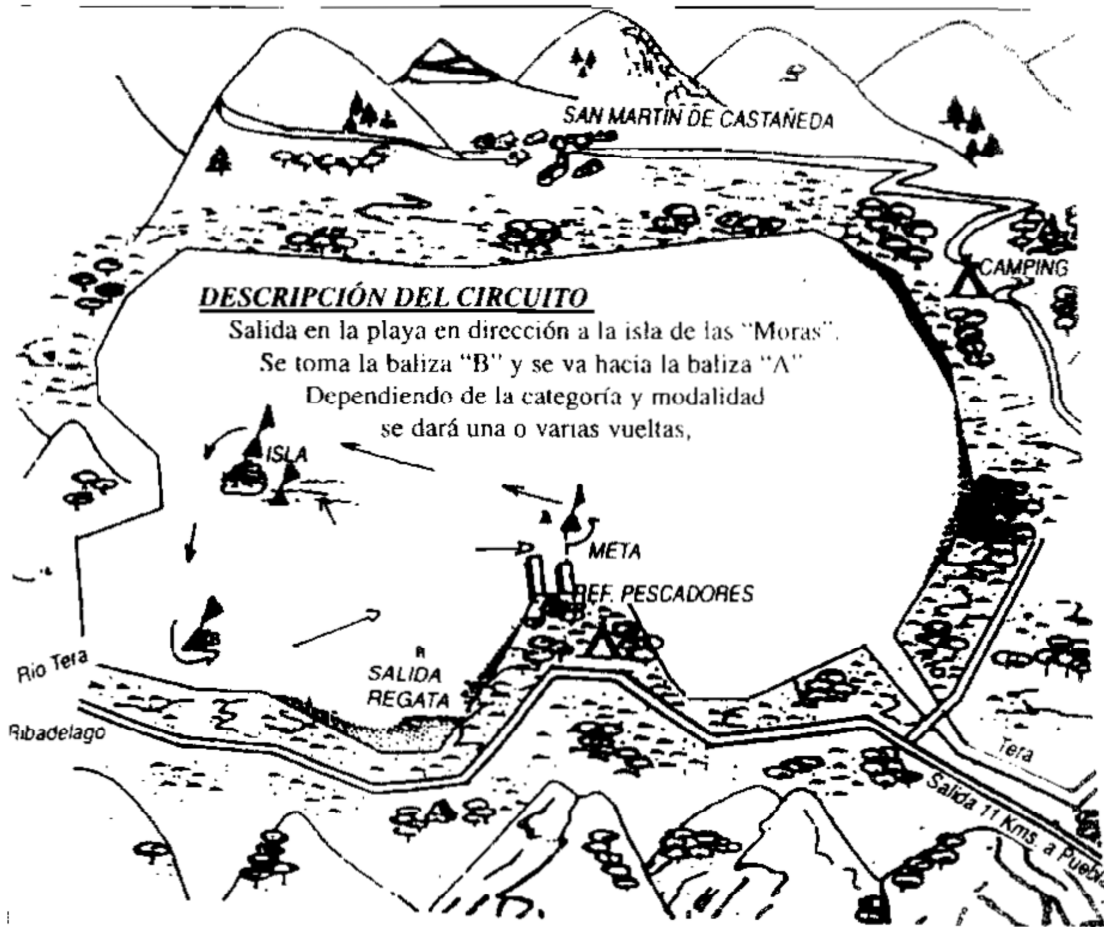 SAN MARTIN DE CASTAÑEDA
CAMPING
DESCRIPCIÓN DEL CIRCUITO
Salida en la playa en dirección a la isla de las “Moras”.
Se toma la baliza “B” y se va hacia la baliza “A”
Dependiendo de la categoría y modalidad
se dará una o varias vueltas,
ISLA
A
META
REF. PESCADORES
B
Rio Tera
R
SALIDA
REGATA
Ribadelago
Tera
Salida 11 Kms. a Puebla